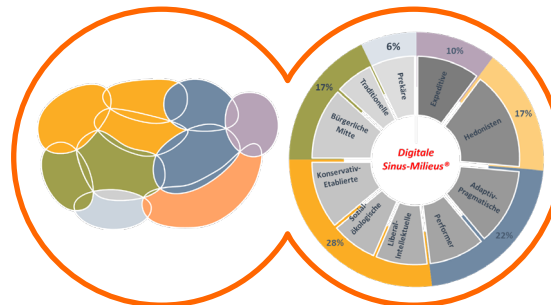 6%
10%
17%
17%
22%
28%
Traditionelle
Prekäre
Expeditive
Hedonisten
Bürgerliche
Mitte
Digitale
Sinus-Milieus®
Konservativ-
Etablierte
Adaptiv-
Pragmatische
Sozial-
ökologische
Liberal-
Intellektuelle
Performer